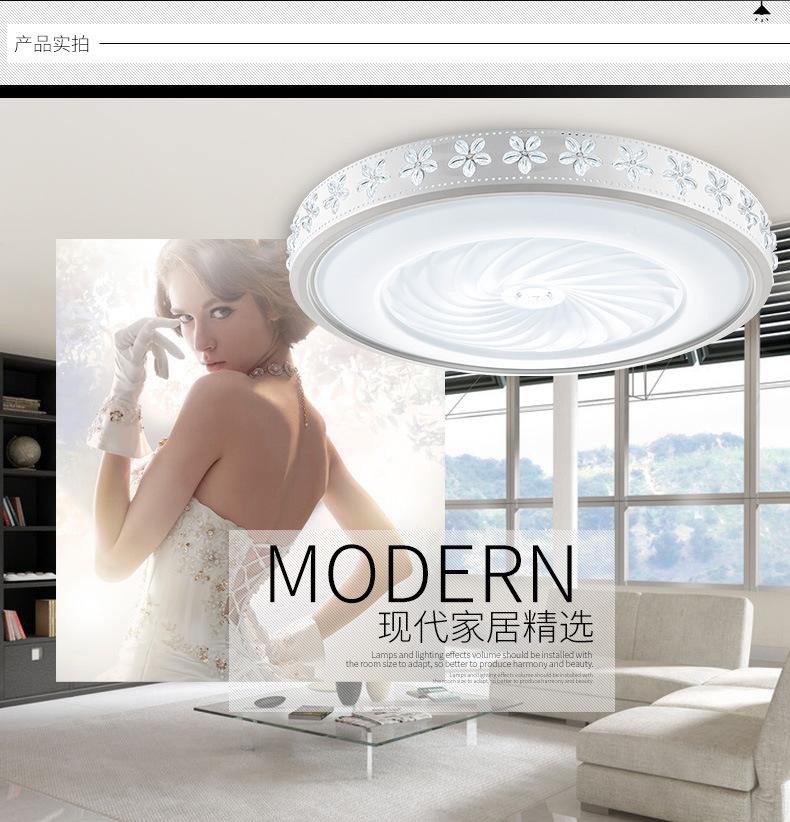 产品实拍
MODERN
现代家居精选
Lamps and lighting effects volume should be installed with
the room size to adapt, so better to produce harmony and beauty.
Lamps and lighting effects volume should be installed with
the room size to adapt, so better to produce harmony and beauty.